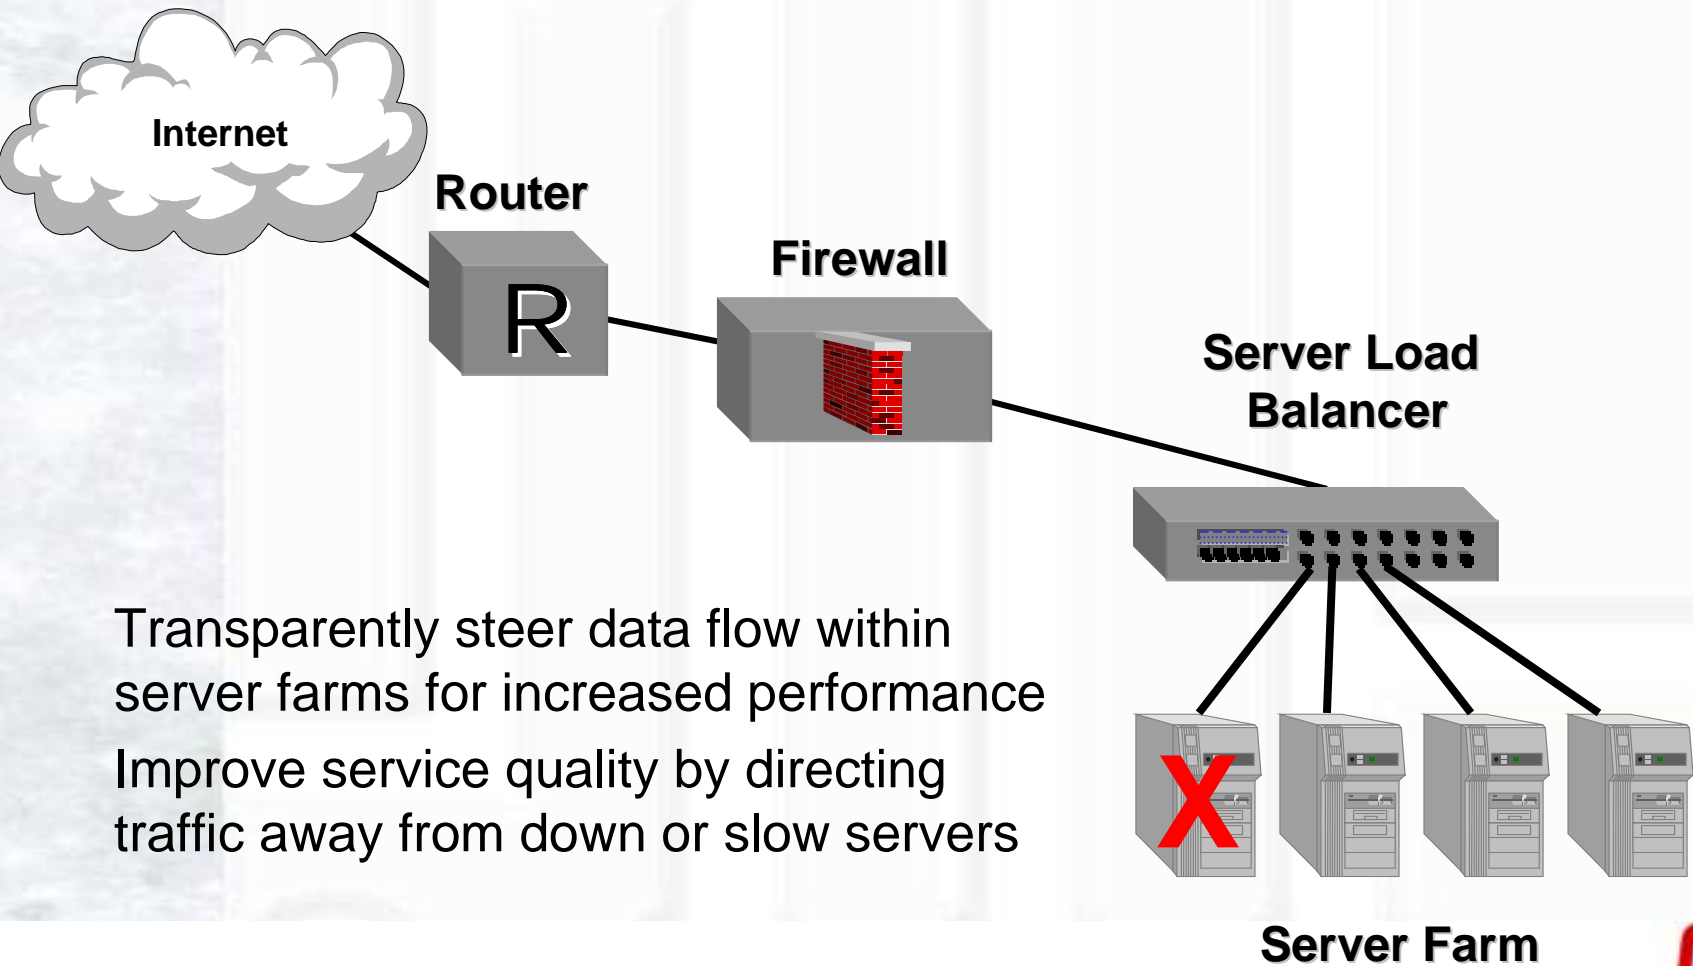 Internet
Router
R
Firewall
Server Load
Balancer
Transparently steer data flow within
server farms for increased performance
Improve service quality by directing
traffic away from down or slow servers
X
Server Farm